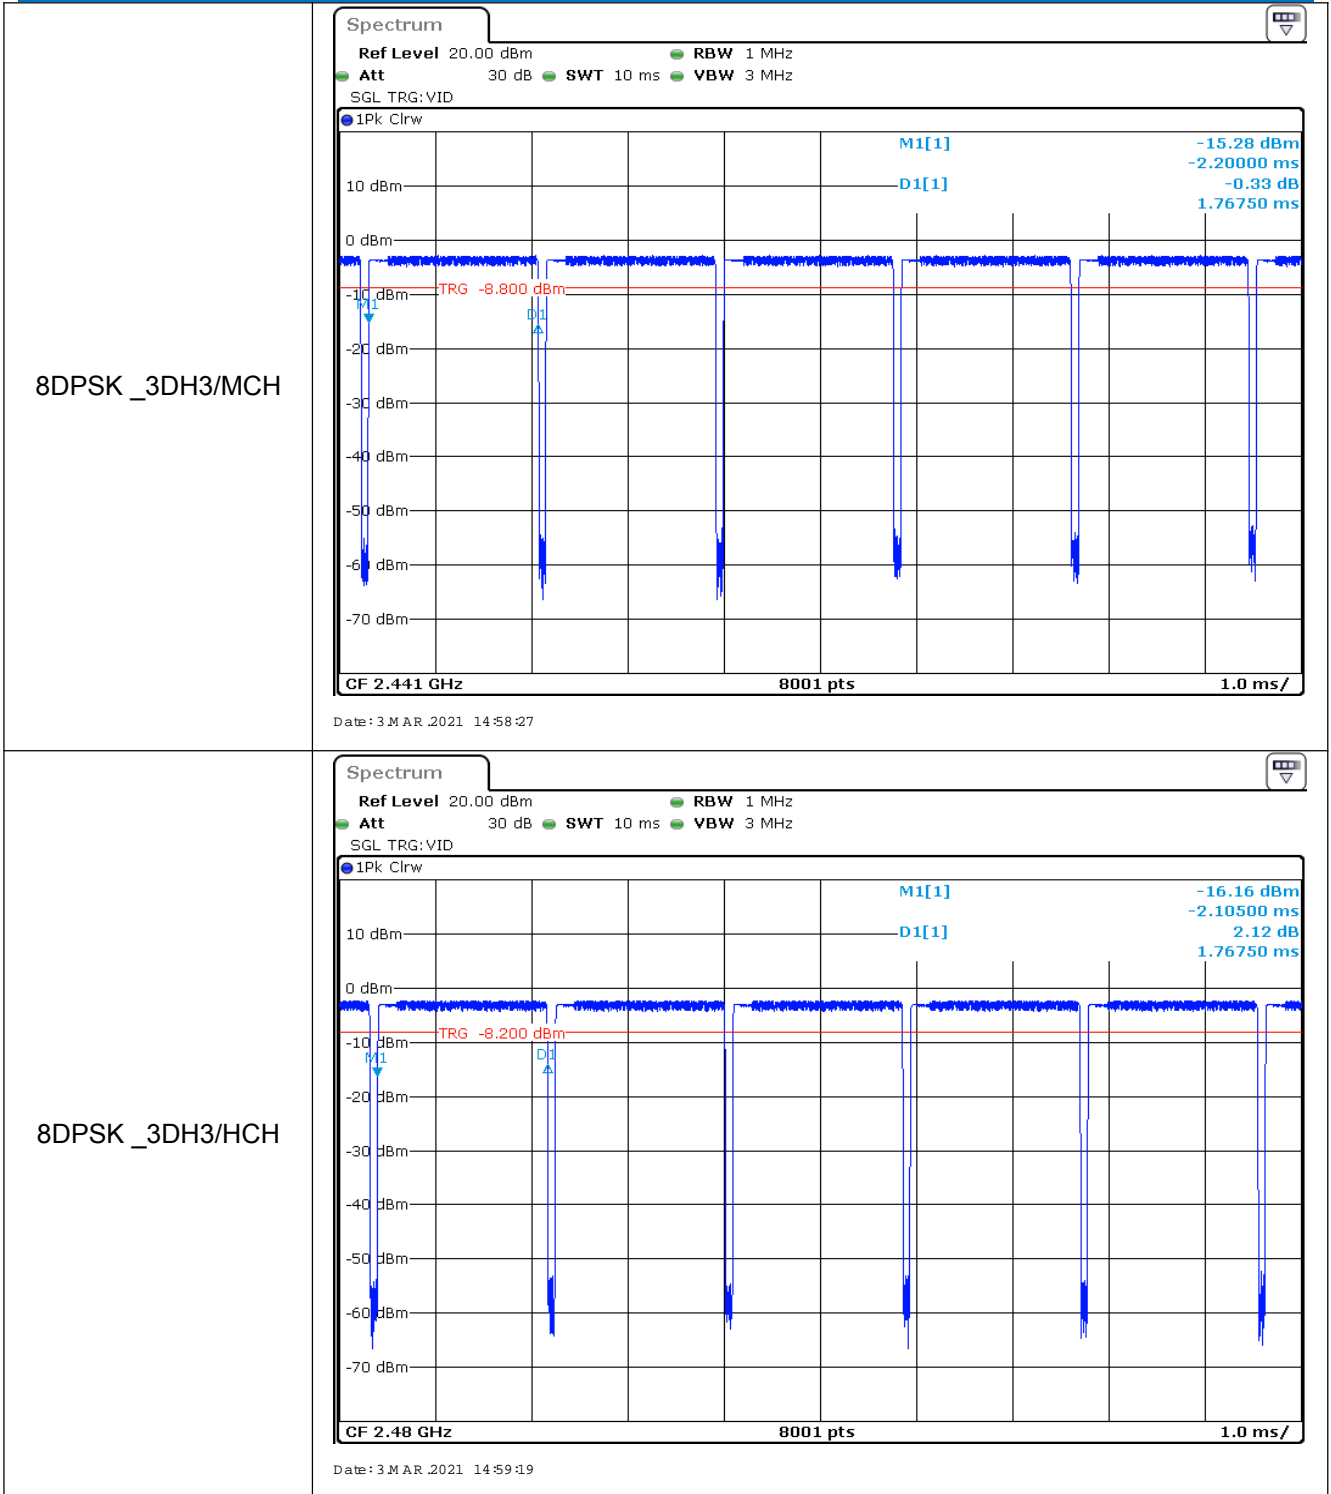 8DPSK _3DH3/MCH
Spectrum
Ref Level 20.00 dBm RBW 1 MHz
Att 30 dB SWT 10 ms VBW 3 MHz
SGL TRG:VID
1Pk Clrw
M1[1] -15.28 dBm
-2.20000 ms
10 dBm D1[1] -0.33 dB
1.76750 ms
0 dBm
TRG -8.800 dBm
-10 dBm
M1
D1
-20 dBm
-30 dBm
-40 dBm
-50 dBm
-60 dBm
-70 dBm
CF 2.441 GHz 8001 pts 1.0 ms/
Date: 3.MAR.2021 14:58:27
8DPSK _3DH3/HCH
Spectrum
Ref Level 20.00 dBm RBW 1 MHz
Att 30 dB SWT 10 ms VBW 3 MHz
SGL TRG:VID
1Pk Clrw
M1[1] -16.16 dBm
-2.10500 ms
10 dBm D1[1] 2.12 dB
1.76750 ms
0 dBm
TRG -8.200 dBm
-10 dBm
M1 D1
-20 dBm
-30 dBm
-40 dBm
-50 dBm
-60 dBm
-70 dBm
CF 2.48 GHz 8001 pts 1.0 ms/
Date: 3.MAR.2021 14:59:19